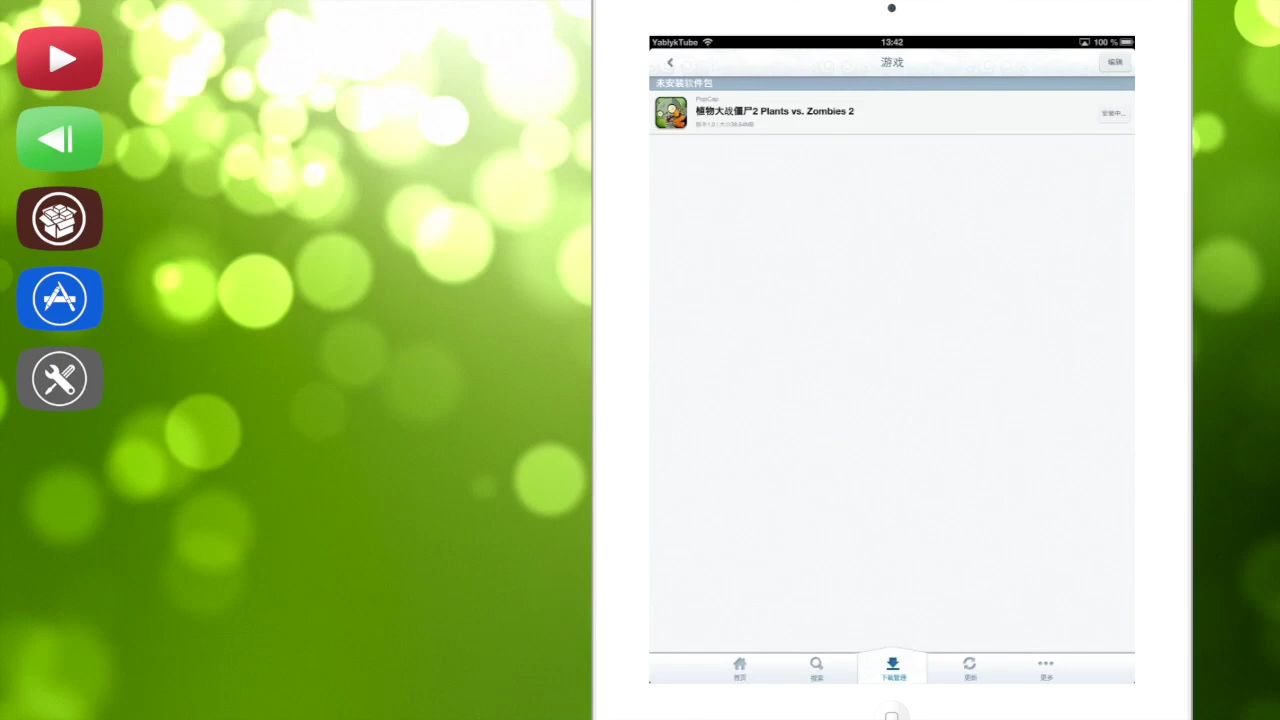 YablykTube
13:42
100 %
游戏
编辑
未安装软件包
PopCap
植物大战僵尸2 Plants vs. Zombies 2
安装中...
首页
搜索
下载管理
更新
更多